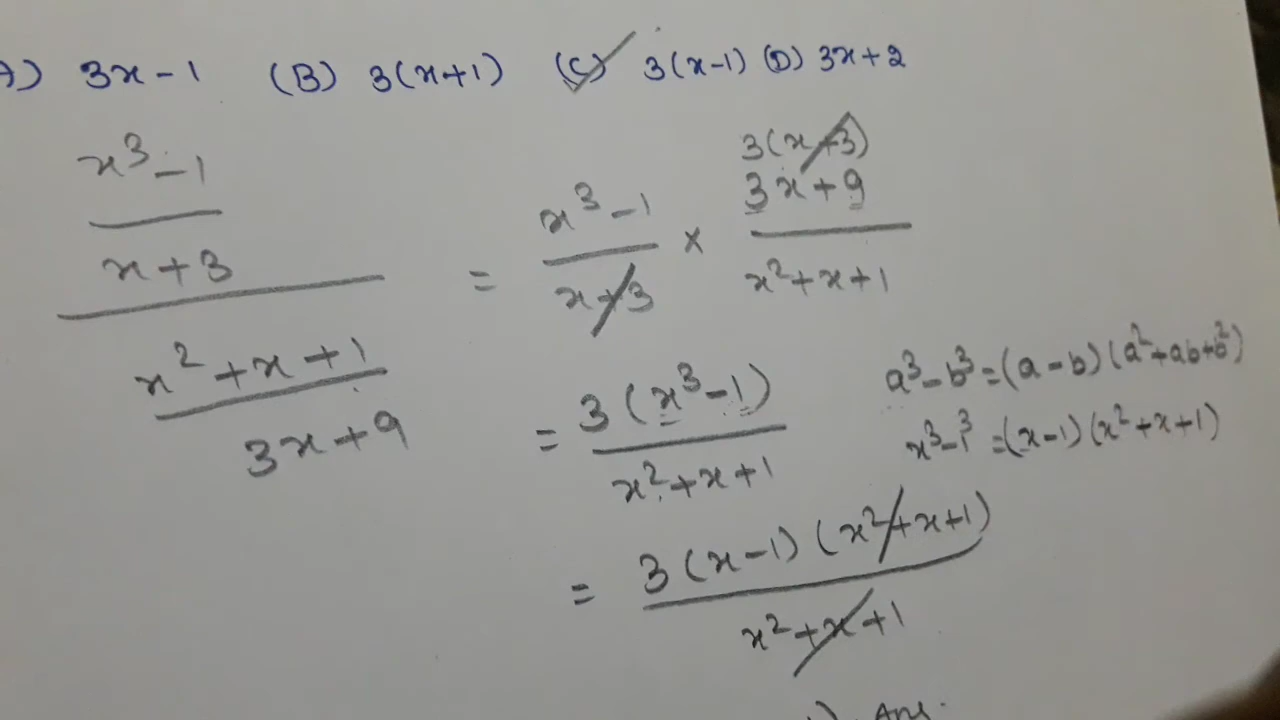 A) 3x-1 (B) 3(x+1) (C) 3(x-1) (D) 3x+2
x³-1
x+3
x²+x+1
3x+9
= x³-1 / x+3 × 3(x+3) 3x+9 / x²+x+1
= 3(x³-1) / x²+x+1
a³-b³=(a-b)(a²+ab+b²)
x³-1³=(x-1)(x²+x+1)
= 3(x-1)(x²+x+1) / x²+x+1
) Ans.